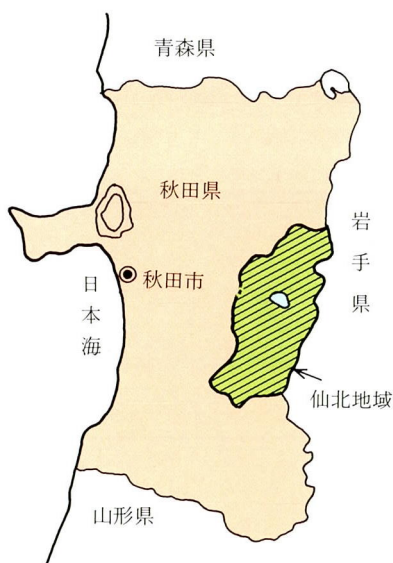 青森県
秋田県
岩手県
秋田市
日本海
仙北地域
山形県